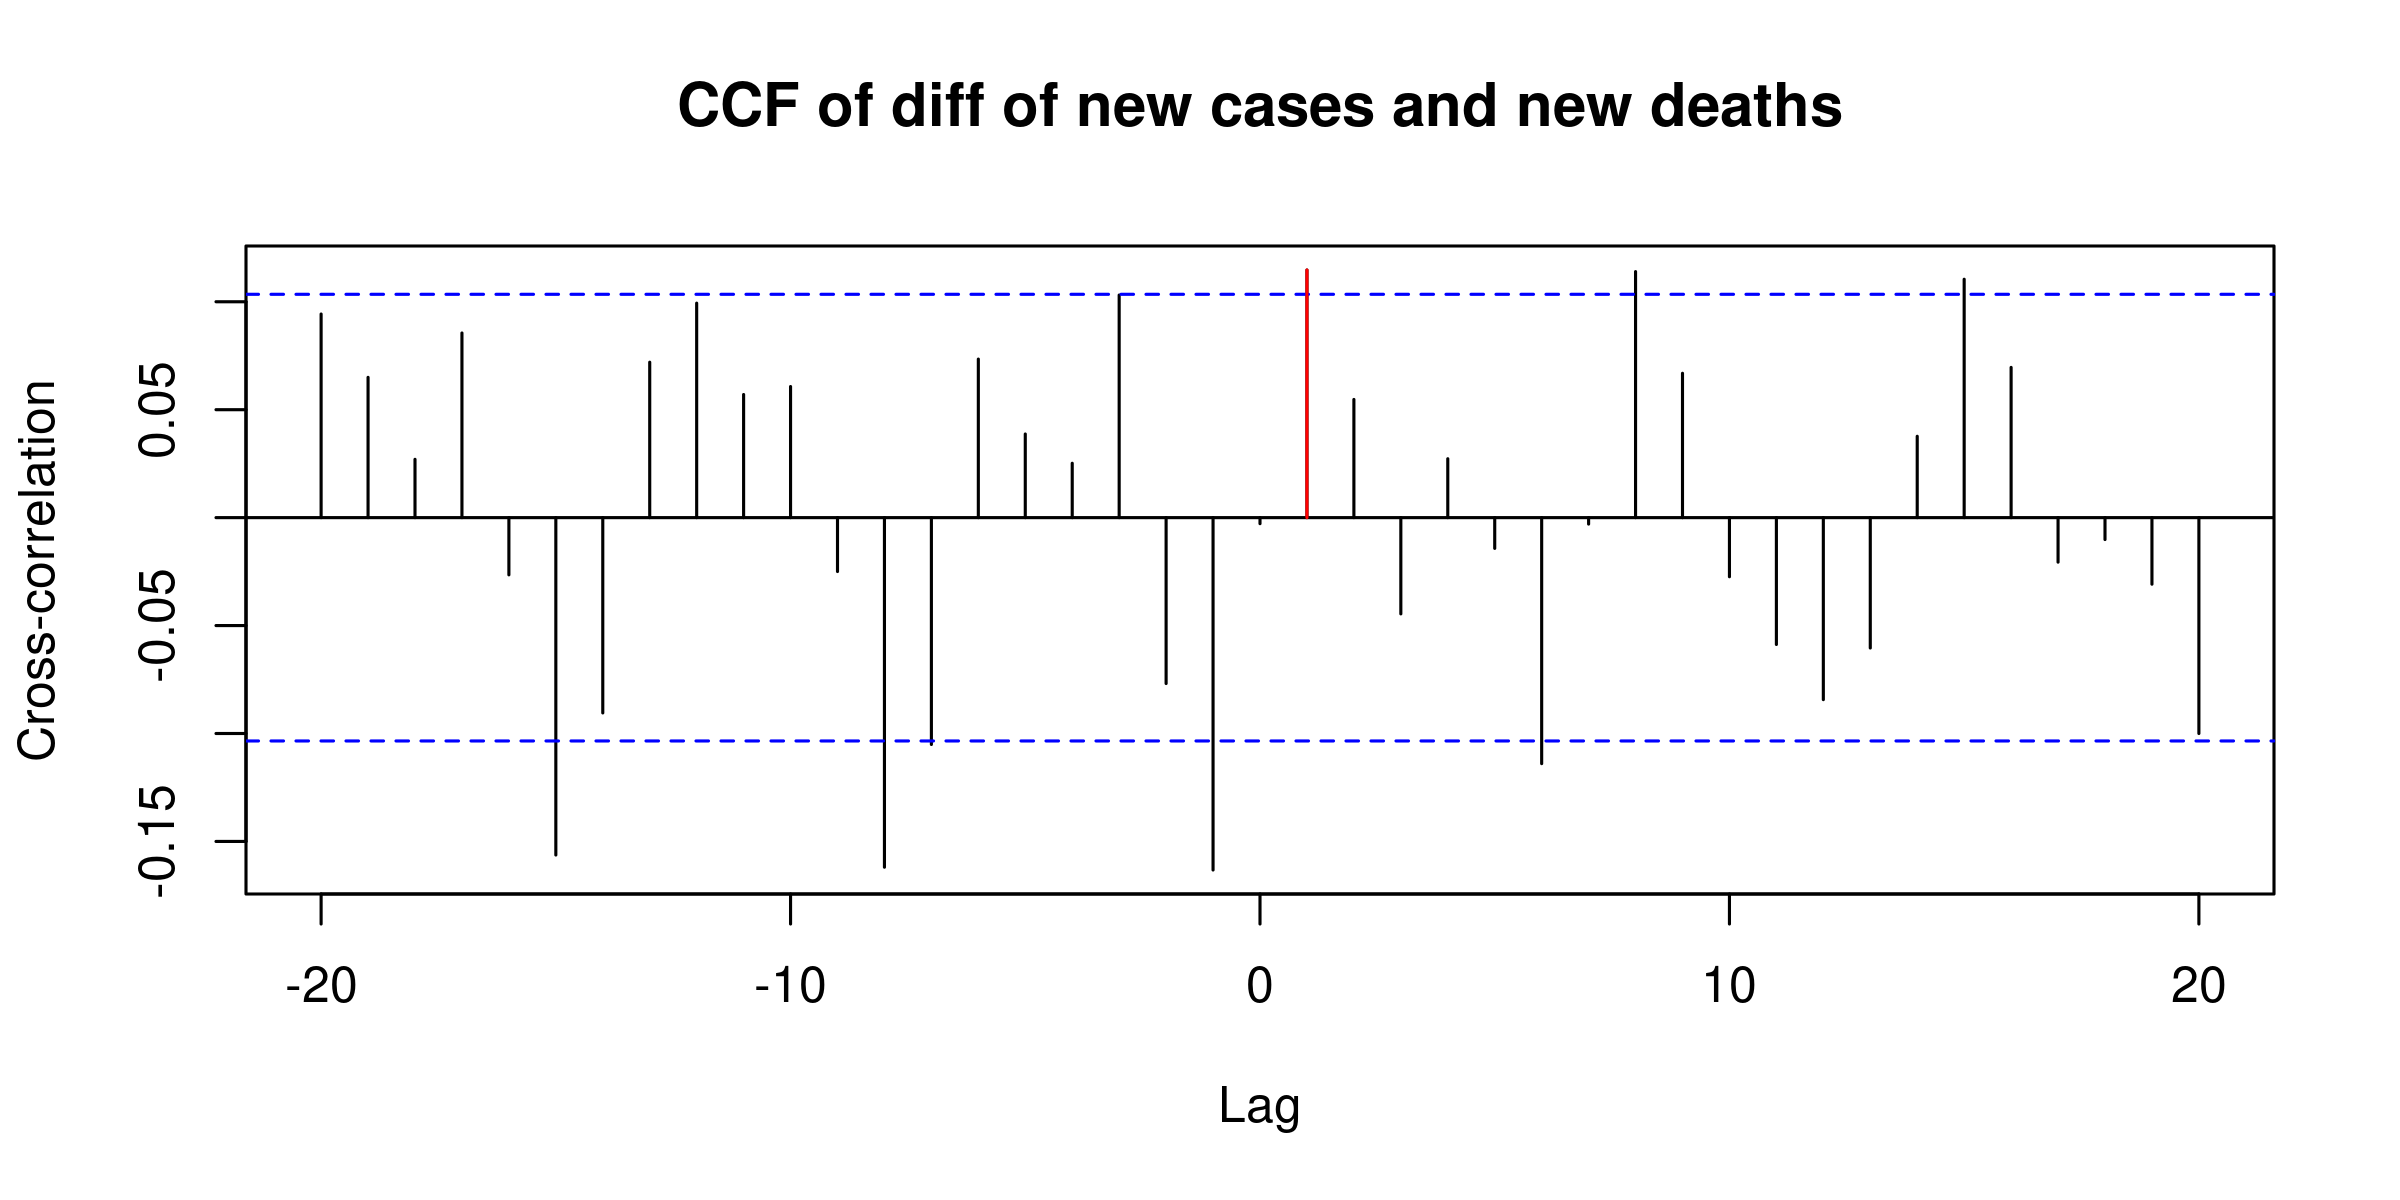 CCF of diff of new cases and new deaths
Cross-correlation
0.05
-0.05
-0.15
-20 -10 0 10 20
Lag